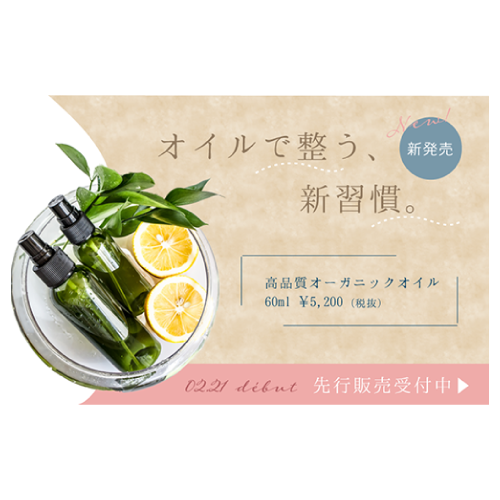 New!
新発売
オイルで整う、
新習慣。
高品質オーガニックオイル
60ml ¥5,200（税抜）
02.21 début 先行販売受付中▶